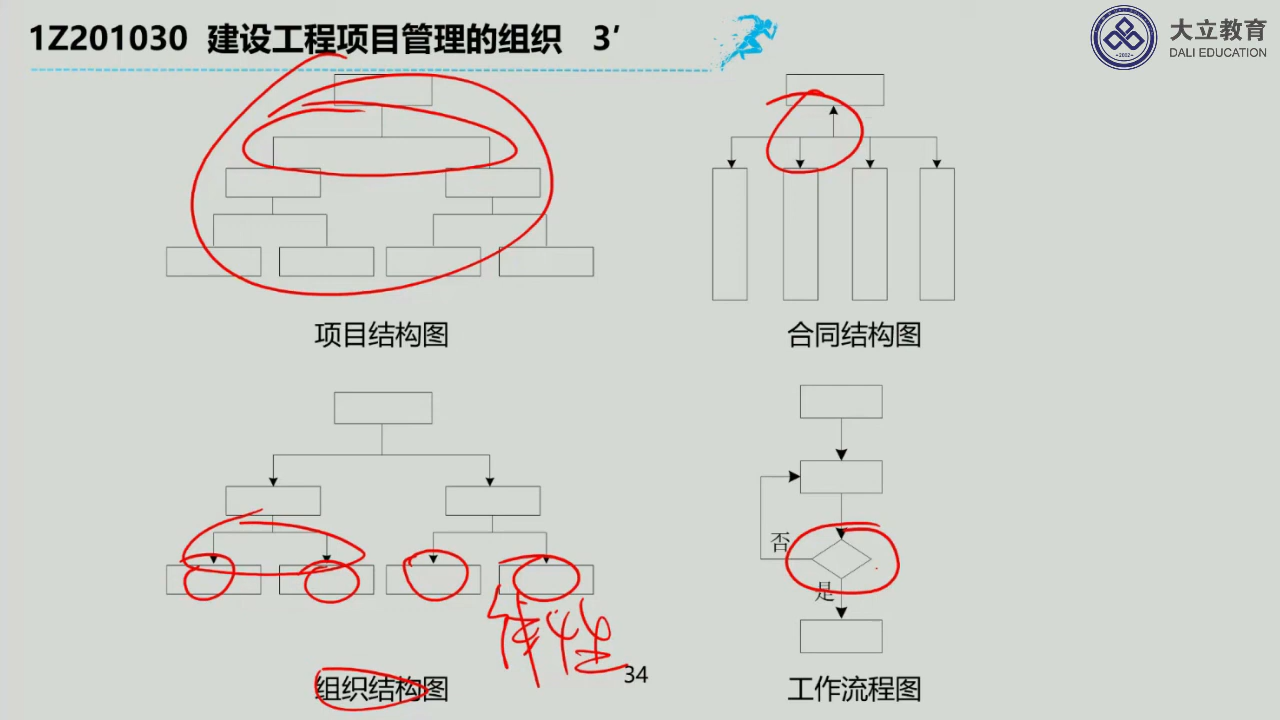 1Z201030 建设工程项目管理的组织 3′
大立教育
DALI EDUCATION
项目结构图
合同结构图
否
是
组织结构图
34
工作流程图